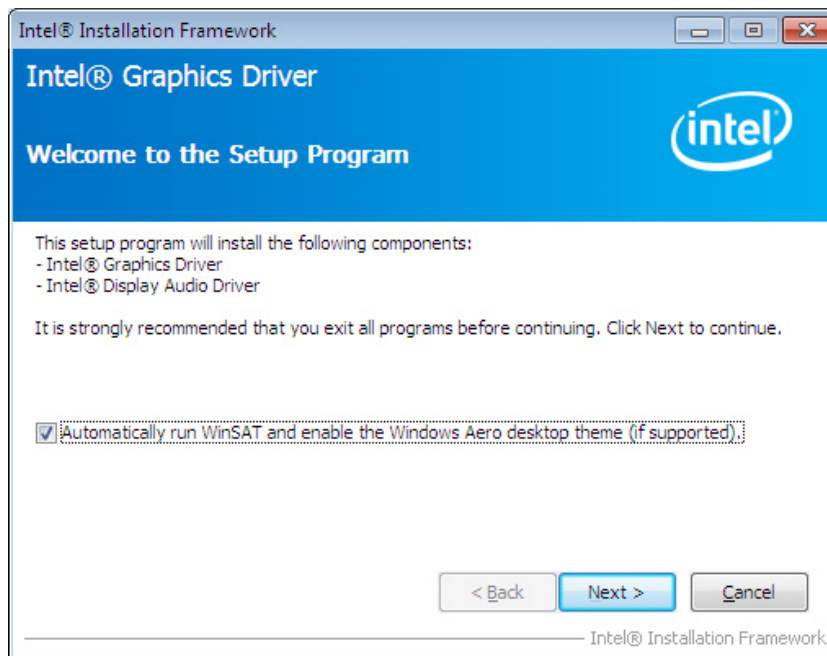 Intel® Installation Framework
Intel® Graphics Driver
intel®
Welcome to the Setup Program
This setup program will install the following components:
- Intel® Graphics Driver
- Intel® Display Audio Driver
It is strongly recommended that you exit all programs before continuing. Click Next to continue.
Automatically run WinSAT and enable the Windows Aero desktop theme (if supported).
< Back
Next >
Cancel
Intel® Installation Framework